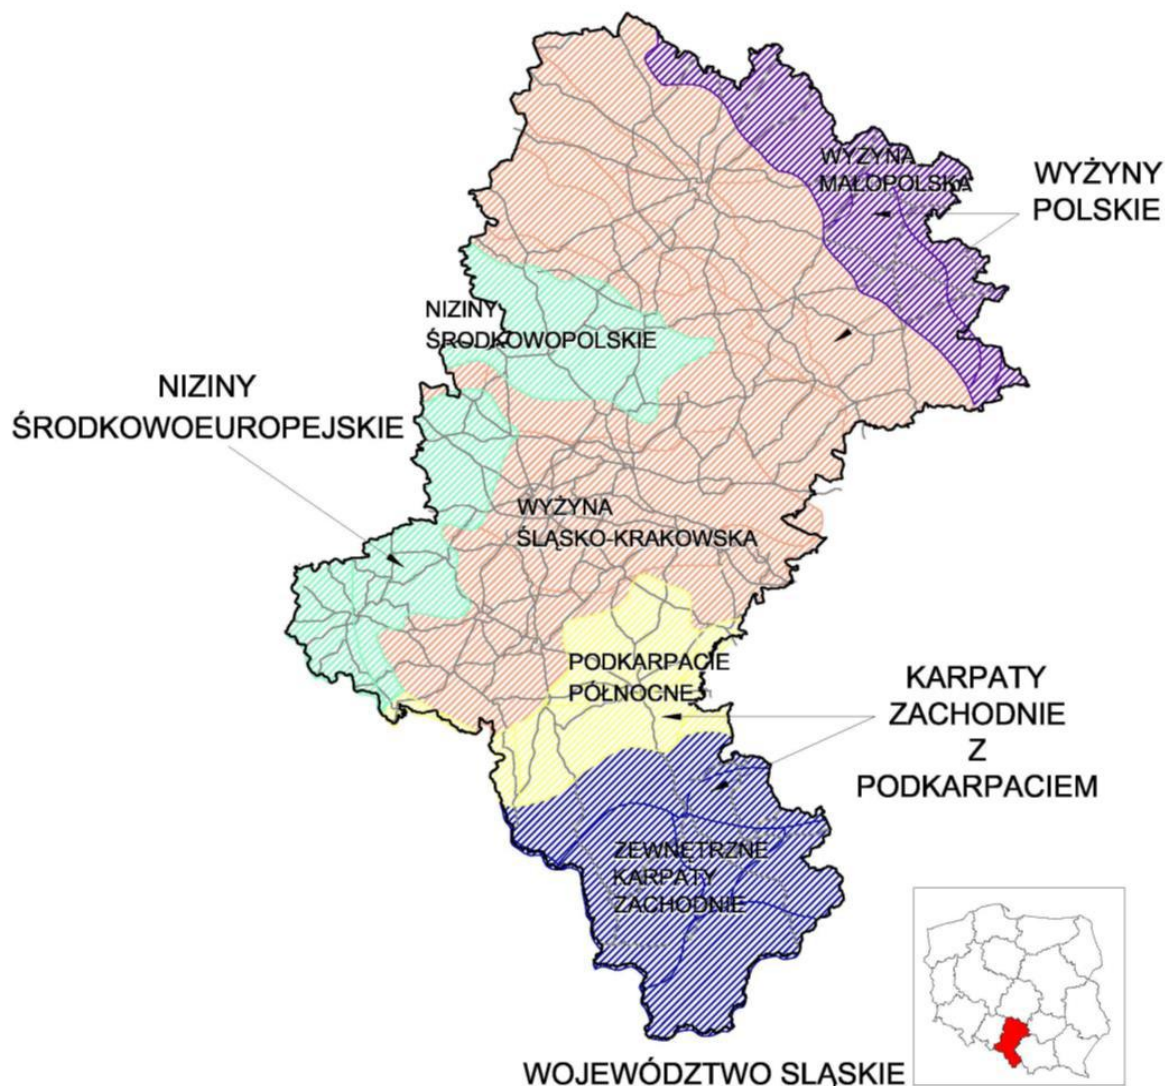 WYŻYNA
MAŁOPOLSKA
WYŻYNY
POLSKIE
NIZINY
ŚRODKOWOPOLSKIE
NIZINY
ŚRODKOWOEUROPEJSKIE
WYŻYNA
ŚLĄSKO-KRAKOWSKA
PODKARPACIE
PÓŁNOCNE
KARPATY
ZACHODNIE
Z
PODKARPACIEM
ZEWNĘTRZNE
KARPATY
ZACHODNIE
WOJEWÓDZTWO SLĄSKIE